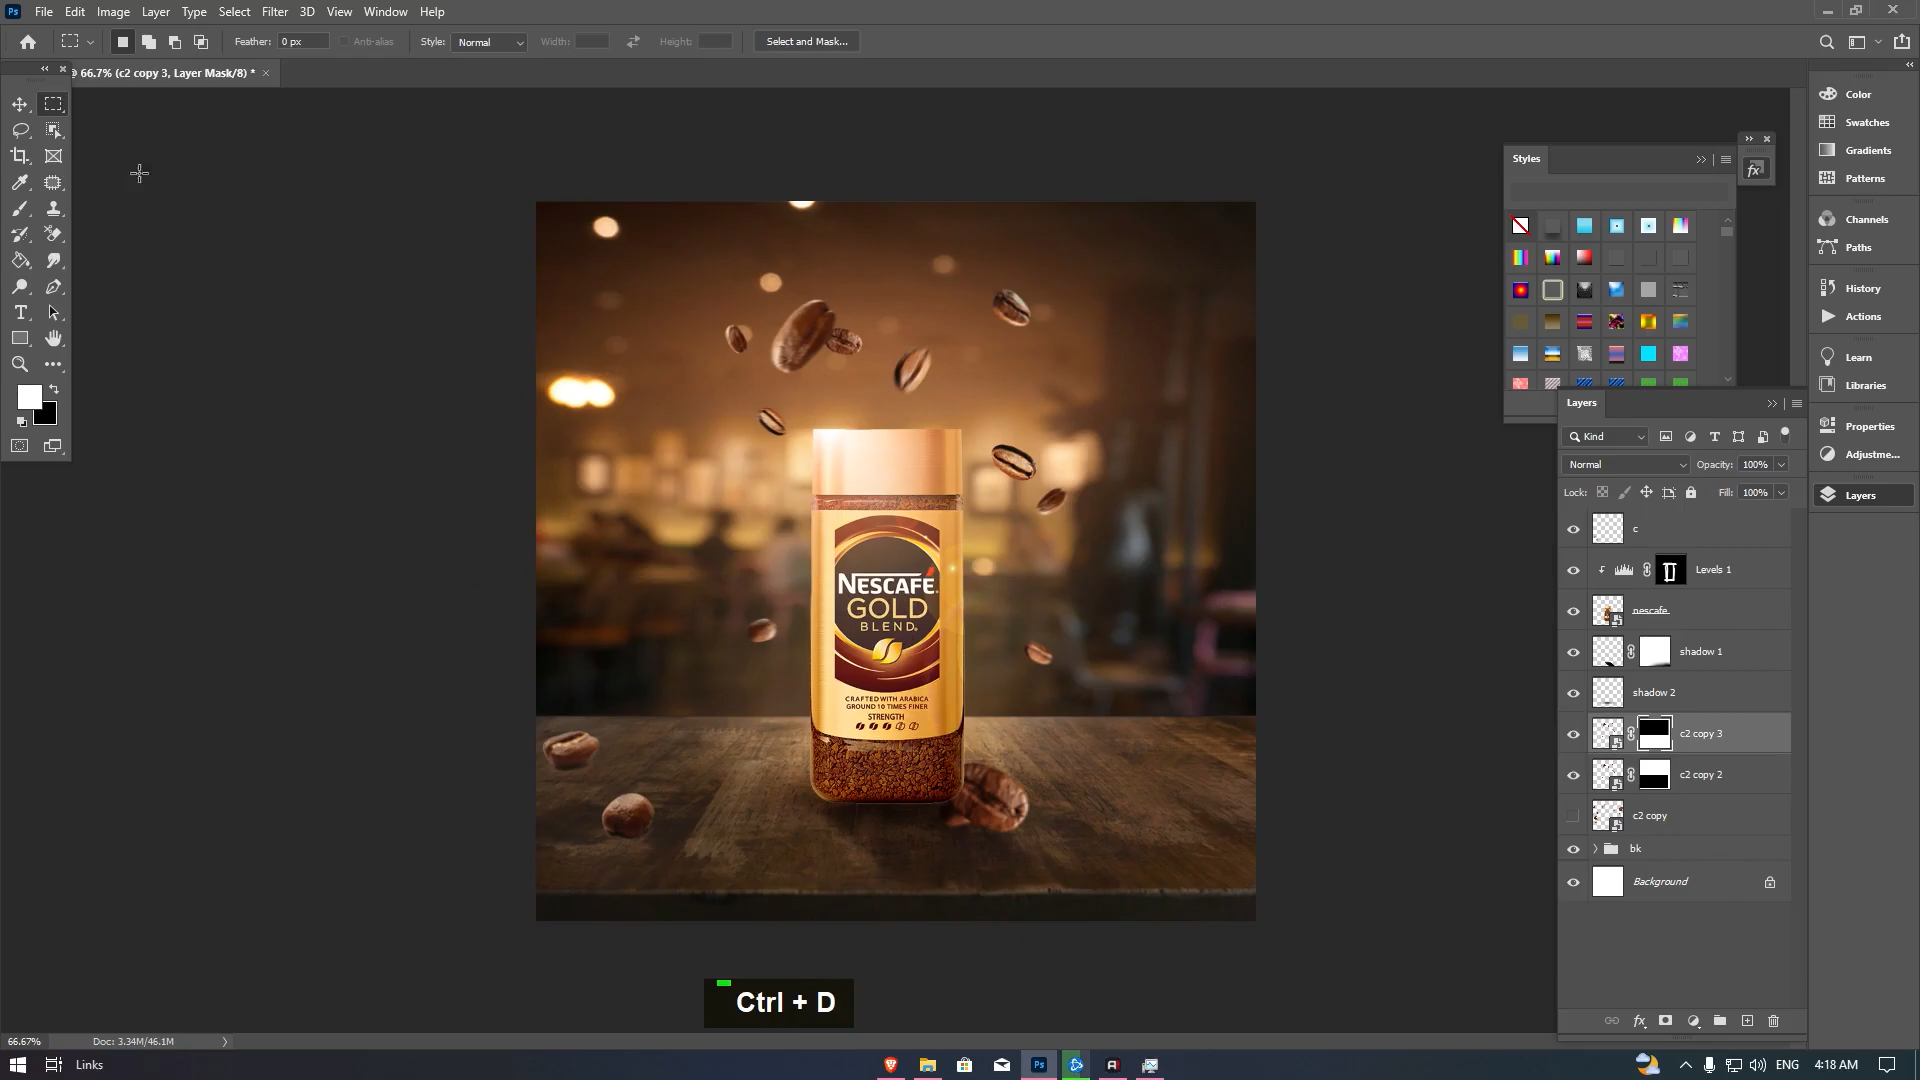 Ps File Edit Image Layer Type Select Filter 3D View Window Help
Feather: 0 px Anti-alias Style: Normal Width: Height: Select and Mask...
@ 66.7% (c2 copy 3, Layer Mask/8) *
Color
Swatches
Gradients
Patterns
Channels
Paths
History
Actions
Learn
Libraries
Properties
Adjustme...
Layers
Styles
fx
Layers
Kind
Normal Opacity: 100%
Lock: Fill: 100%
c
Levels 1
nescafe
shadow 1
shadow 2
c2 copy 3
c2 copy 2
c2 copy
bk
Background
fx
NESCAFÉ.
GOLD
BLEND
CRAFTED WITH ARABICA
GROUND 10 TIMES FINER
STRENGTH
Ctrl + D
66.67% Doc: 3.34M/46.1M
Links
Ps
ENG 4:18 AM